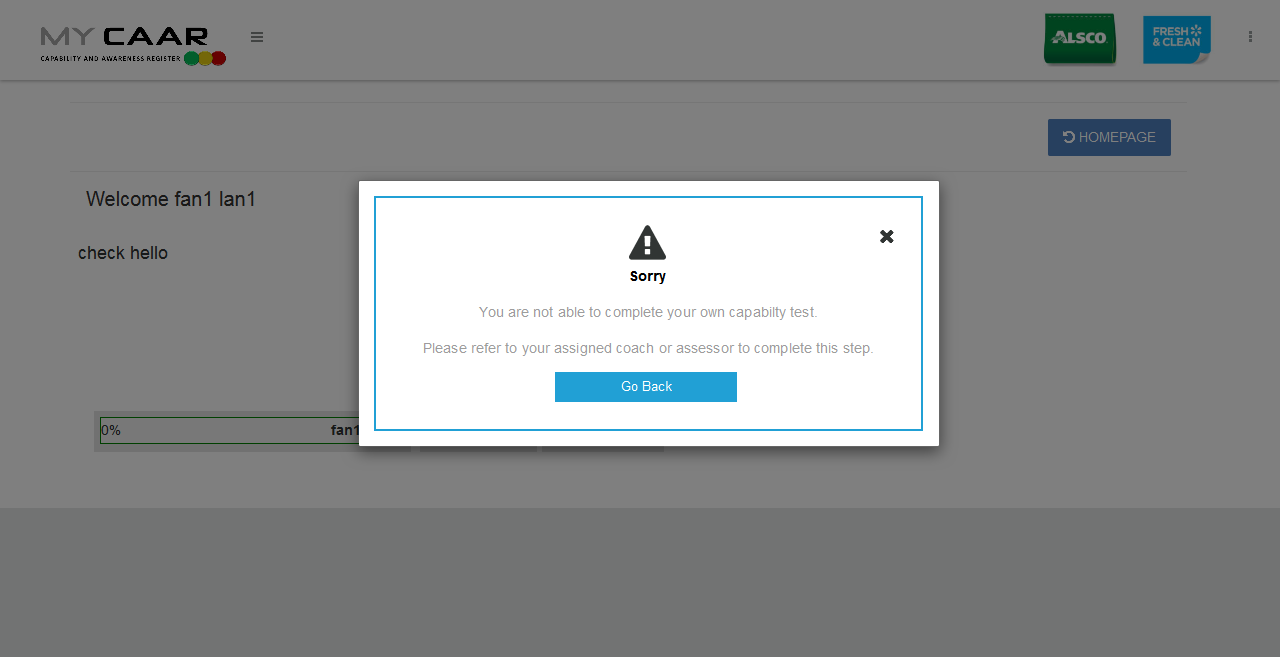 MY CAAR
CAPABILITY AND AWARENESS REGISTER
ALSCO
FRESH
& CLEAN
HOMEPAGE
Welcome fan1 lan1
check hello
Sorry
You are not able to complete your own capabilty test.
Please refer to your assigned coach or assessor to complete this step.
Go Back
0%
fan1